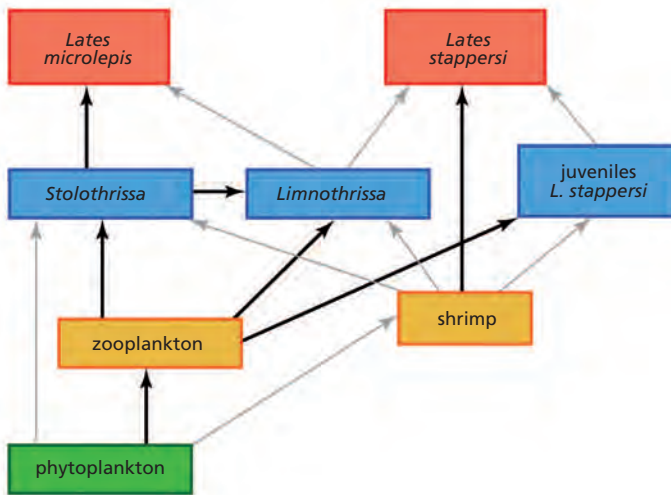 Lates
microlepis
Lates
stappersi
Stolothrissa
Limnothrissa
juveniles
L. stappersi
zooplankton
shrimp
phytoplankton